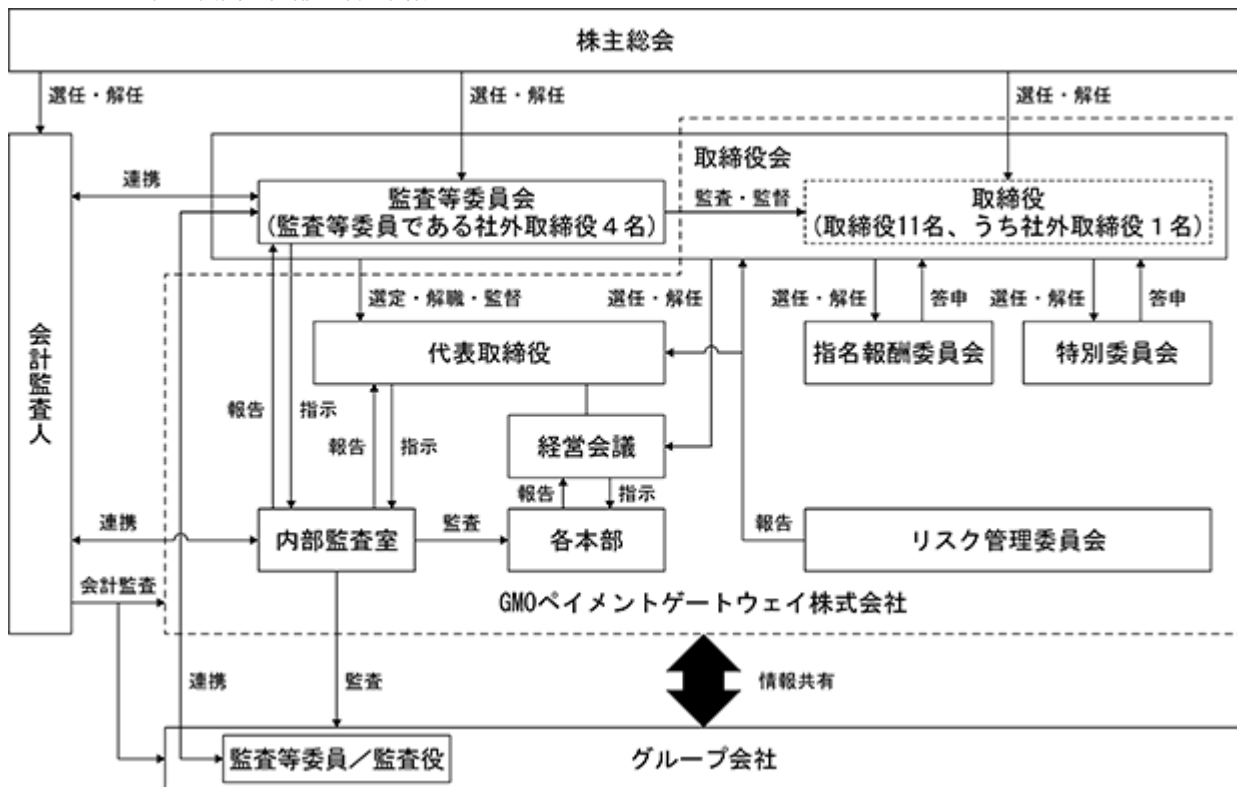 株主総会
選任・解任
選任・解任
選任・解任
取締役会
連携
監査等委員会
(監査等委員である社外取締役４名)
監査・監督
取締役
(取締役11名、うち社外取締役１名)
選定・解職・監督
選任・解任
選任・解任
答申
選任・解任
答申
会計監査人
代表取締役
指名報酬委員会
特別委員会
報告
指示
報告
指示
経営会議
報告
指示
連携
内部監査室
監査
各本部
報告
リスク管理委員会
会計監査
GMOペイメントゲートウェイ株式会社
連携
監査
情報共有
監査等委員／監査役
グループ会社